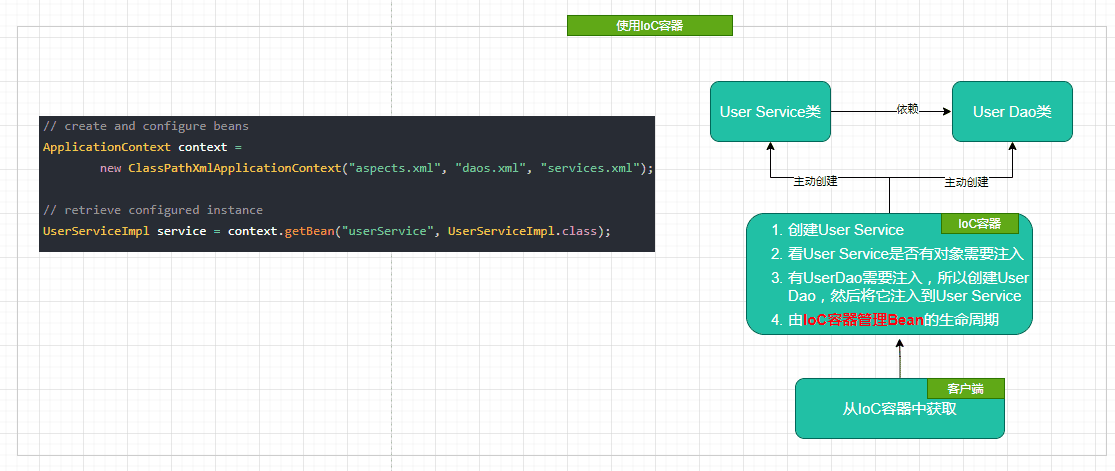 使用IoC容器
// create and configure beans
ApplicationContext context =
new ClassPathXmlApplicationContext("aspects.xml", "daos.xml", "services.xml");
// retrieve configured instance
UserServiceImpl service = context.getBean("userService", UserServiceImpl.class);
User Service类
依赖
User Dao类
主动创建
主动创建
IoC容器
1. 创建User Service
2. 看User Service是否有对象需要注入
3. 有UserDao需要注入，所以创建User
Dao，然后将它注入到User Service
4. 由IoC容器管理Bean的生命周期
客户端
从IoC容器中获取